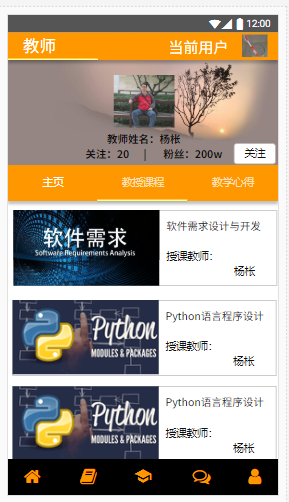 12:00
教师 当前用户
教师姓名：杨枨
关注：20 | 粉丝：200w 关注
主页 教授课程 教学心得
软件需求
Software Requirements Analysis
软件需求设计与开发
授课教师：
杨枨
Python
MODULES & PACKAGES
Python语言程序设计
授课教师：
杨枨
Python
MODULES & PACKAGES
Python语言程序设计
授课教师：
杨枨